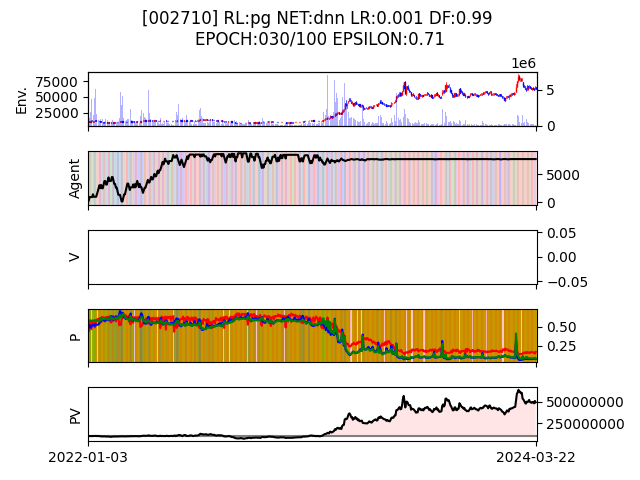 [002710] RL:pg NET:dnn LR:0.001 DF:0.99
EPOCH:030/100 EPSILON:0.71
1e6
Env.
75000
50000
25000
5
0
Agent
5000
0
V
0.05
0.00
−0.05
P
0.50
0.25
PV
500000000
250000000
2022-01-03
2024-03-22